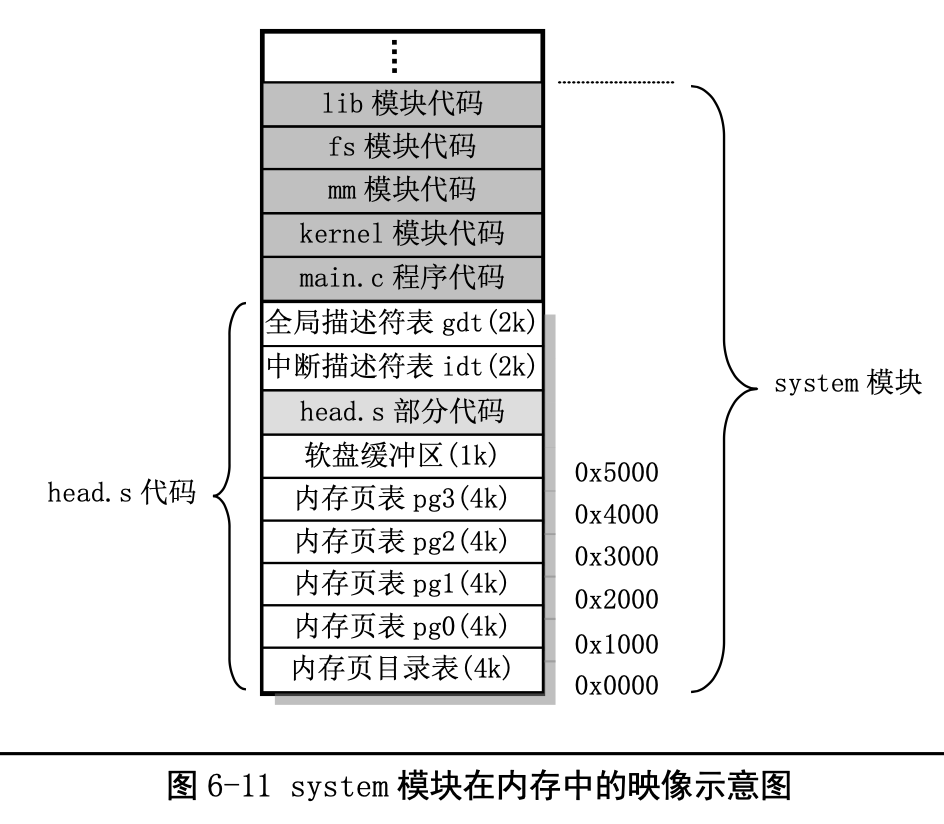 lib 模块代码
fs 模块代码
mm 模块代码
kernel 模块代码
main.c 程序代码
全局描述符表 gdt(2k)
中断描述符表 idt(2k)
head.s 部分代码
软盘缓冲区(1k)
内存页表 pg3(4k)
内存页表 pg2(4k)
内存页表 pg1(4k)
内存页表 pg0(4k)
内存页目录表(4k)
head.s 代码
0x5000
0x4000
0x3000
0x2000
0x1000
0x0000
system 模块
图 6-11 system 模块在内存中的映像示意图